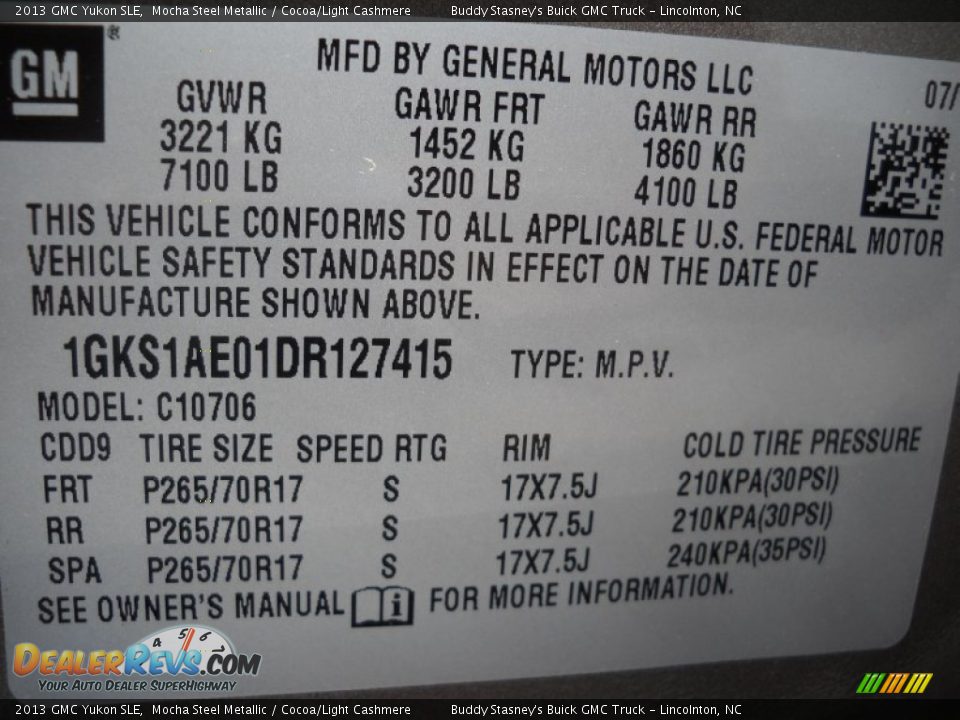 2013 GMC Yukon SLE, Mocha Steel Metallic / Cocoa/Light Cashmere Buddy Stasney's Buick GMC Truck - Lincolnton, NC
GM®
MFD BY GENERAL MOTORS LLC
GVWR GAWR FRT GAWR RR 07/
3221 KG 1452 KG 1860 KG
7100 LB 3200 LB 4100 LB
THIS VEHICLE CONFORMS TO ALL APPLICABLE U.S. FEDERAL MOTOR
VEHICLE SAFETY STANDARDS IN EFFECT ON THE DATE OF
MANUFACTURE SHOWN ABOVE.
1GKS1AE01DR127415 TYPE: M.P.V.
MODEL: C10706
CDD9 TIRE SIZE SPEED RTG RIM COLD TIRE PRESSURE
FRT P265/70R17 S 17X7.5J 210KPA(30PSI)
RR P265/70R17 S 17X7.5J 210KPA(30PSI)
SPA P265/70R17 S 17X7.5J 240KPA(35PSI)
SEE OWNER'S MANUAL i FOR MORE INFORMATION.
4 5 6 7
DEALERREVS.COM
YOUR AUTO DEALER SUPERHIGHWAY
2013 GMC Yukon SLE, Mocha Steel Metallic / Cocoa/Light Cashmere Buddy Stasney's Buick GMC Truck - Lincolnton, NC